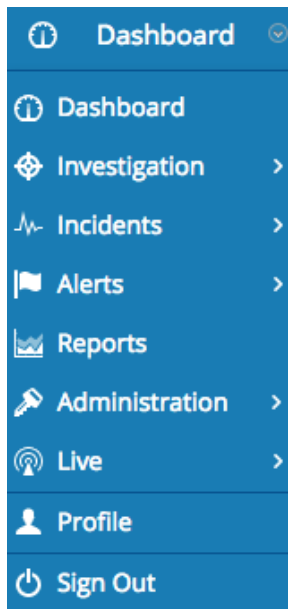 Dashboard
Dashboard
Investigation
Incidents
Alerts
Reports
Administration
Live
Profile
Sign Out